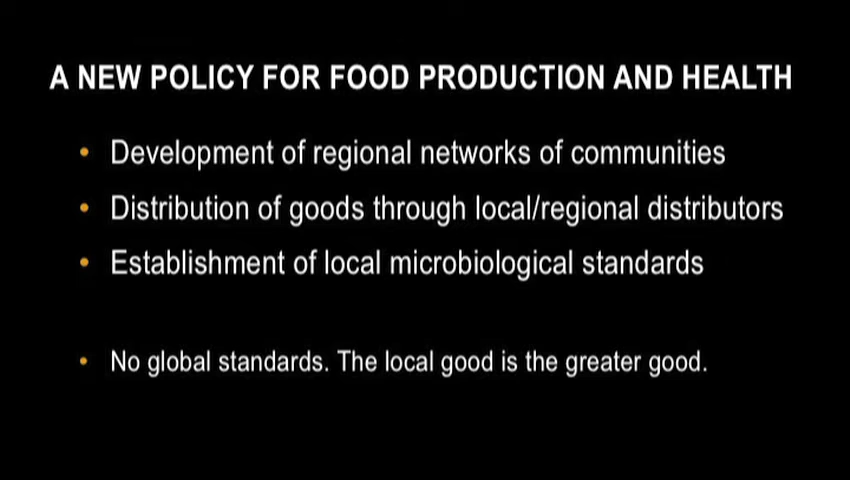 A NEW POLICY FOR FOOD PRODUCTION AND HEALTH
• Development of regional networks of communities
• Distribution of goods through local/regional distributors
• Establishment of local microbiological standards
• No global standards. The local good is the greater good.